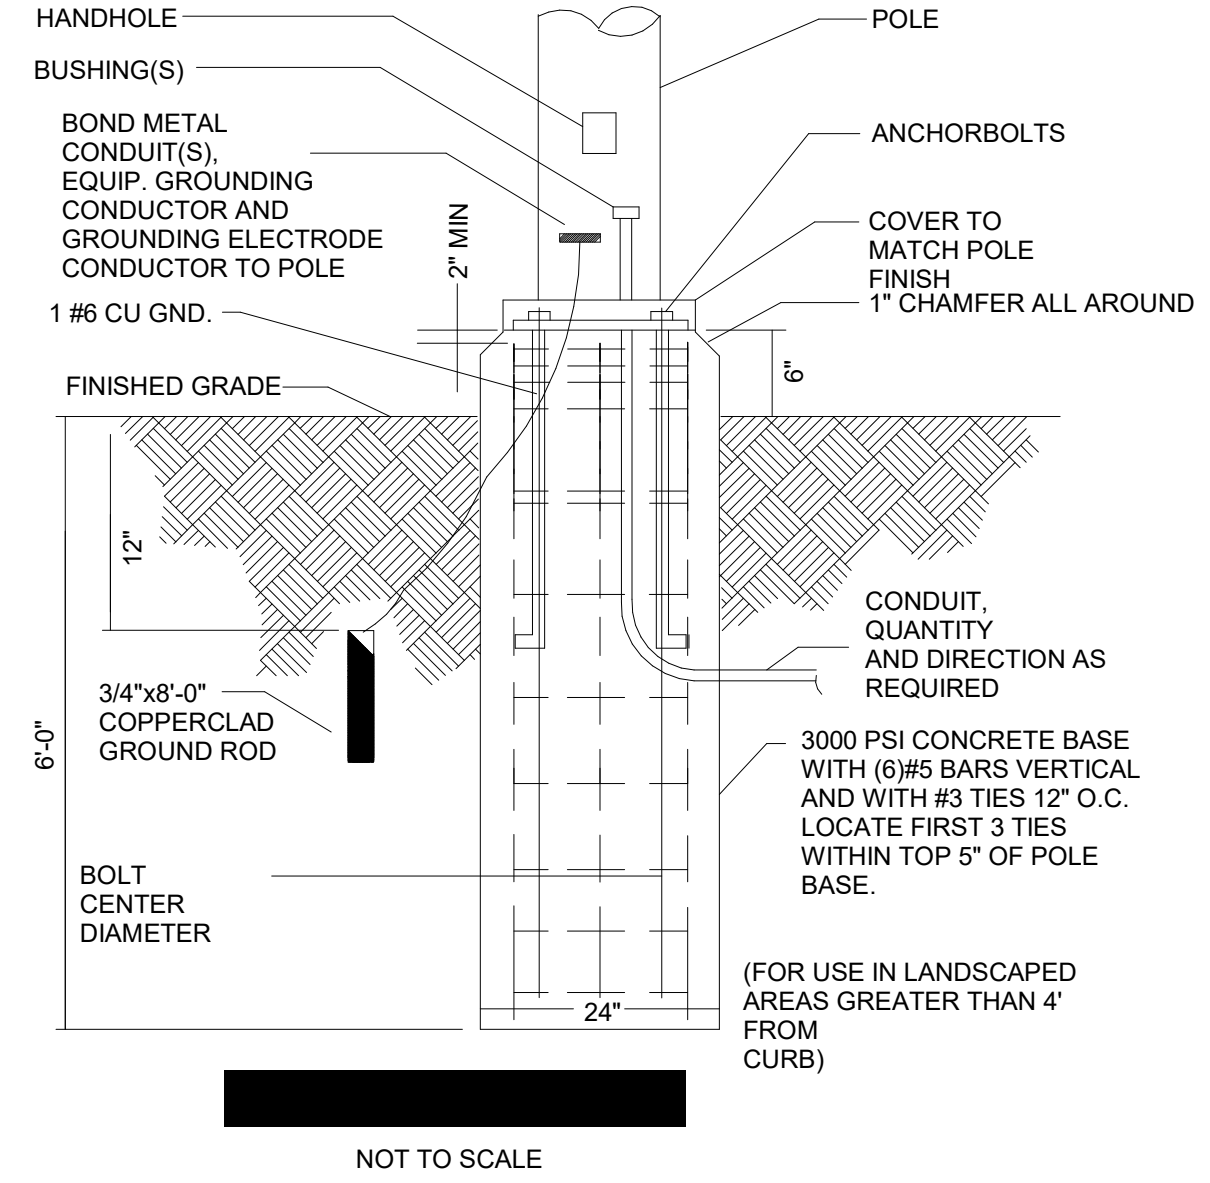 HANDHOLE
POLE
BUSHING(S)
BOND METAL
CONDUIT(S),
EQUIP. GROUNDING
CONDUCTOR AND
GROUNDING ELECTRODE
CONDUCTOR TO POLE
ANCHORBOLTS
2" MIN
COVER TO
MATCH POLE
FINISH
1" CHAMFER ALL AROUND
1 #6 CU GND.
6"
FINISHED GRADE
12"
CONDUIT,
QUANTITY
AND DIRECTION AS
REQUIRED
3/4"x8'-0"
COPPERCLAD
GROUND ROD
6'-0"
3000 PSI CONCRETE BASE
WITH (6)#5 BARS VERTICAL
AND WITH #3 TIES 12" O.C.
LOCATE FIRST 3 TIES
WITHIN TOP 5" OF POLE
BASE.
BOLT
CENTER
DIAMETER
24"
(FOR USE IN LANDSCAPED
AREAS GREATER THAN 4'
FROM
CURB)
NOT TO SCALE